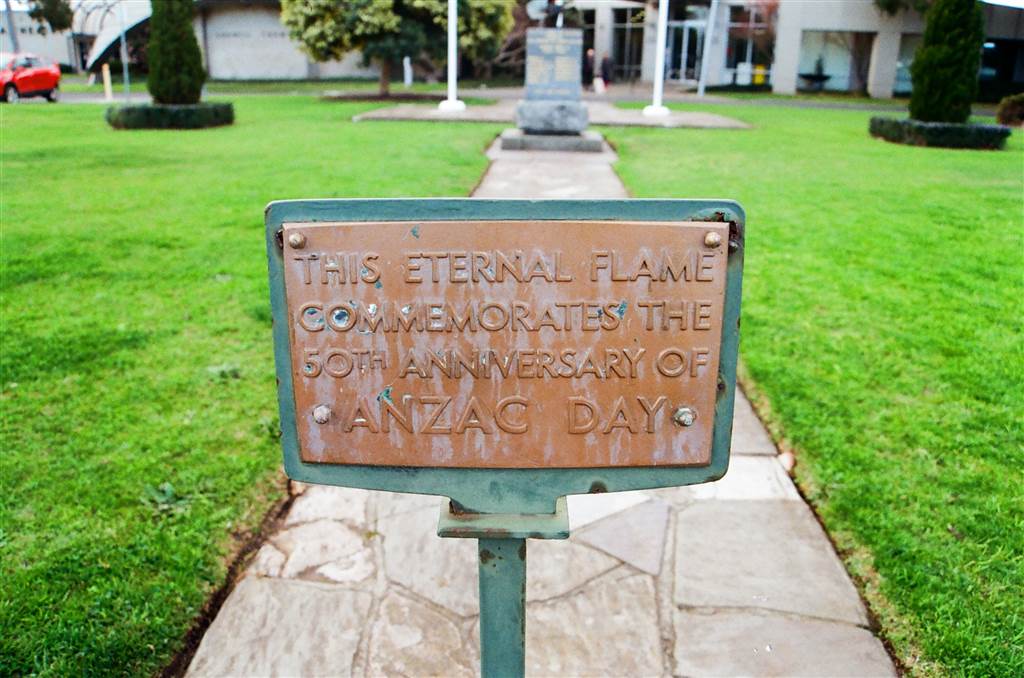 THIS ETERNAL FLAME
COMMEMORATES THE
50TH ANNIVERSARY OF
ANZAC DAY